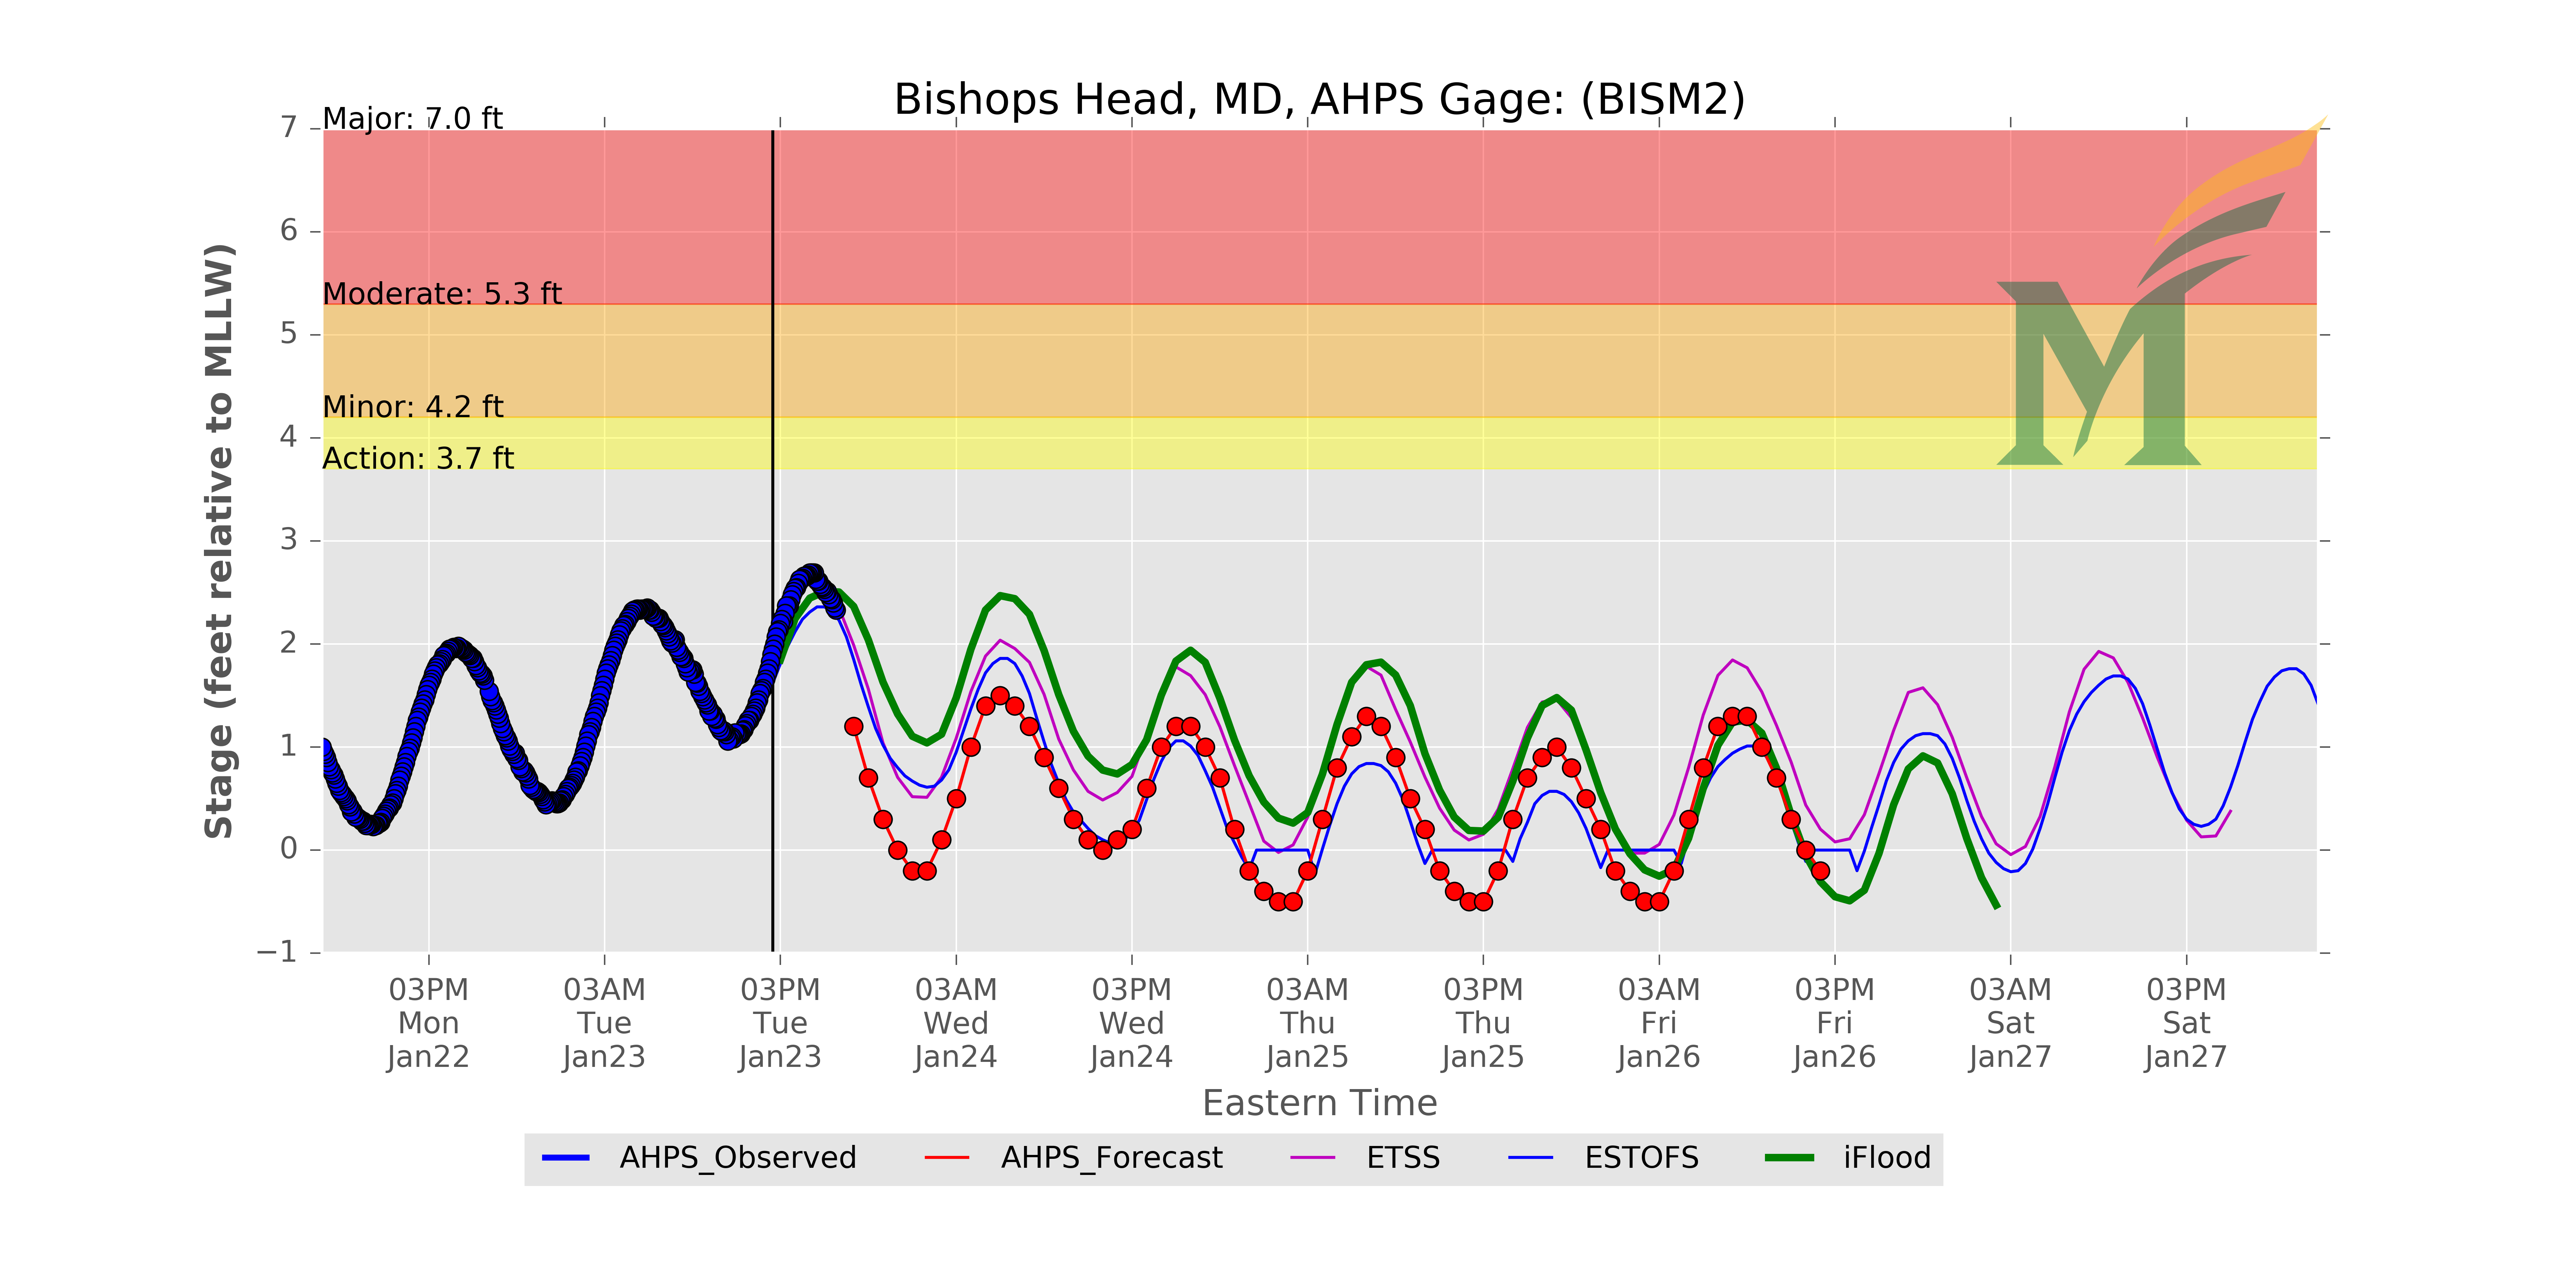 Bishops Head, MD, AHPS Gage: (BISM2)
Stage (feet relative to MLLW)
7
6
5
4
3
2
1
0
−1
Major: 7.0 ft
Moderate: 5.3 ft
Minor: 4.2 ft
Action: 3.7 ft
M
03PM
Mon
Jan22
03AM
Tue
Jan23
03PM
Tue
Jan23
03AM
Wed
Jan24
03PM
Wed
Jan24
03AM
Thu
Jan25
03PM
Thu
Jan25
03AM
Fri
Jan26
03PM
Fri
Jan26
03AM
Sat
Jan27
03PM
Sat
Jan27
Eastern Time
AHPS_Observed
AHPS_Forecast
ETSS
ESTOFS
iFlood